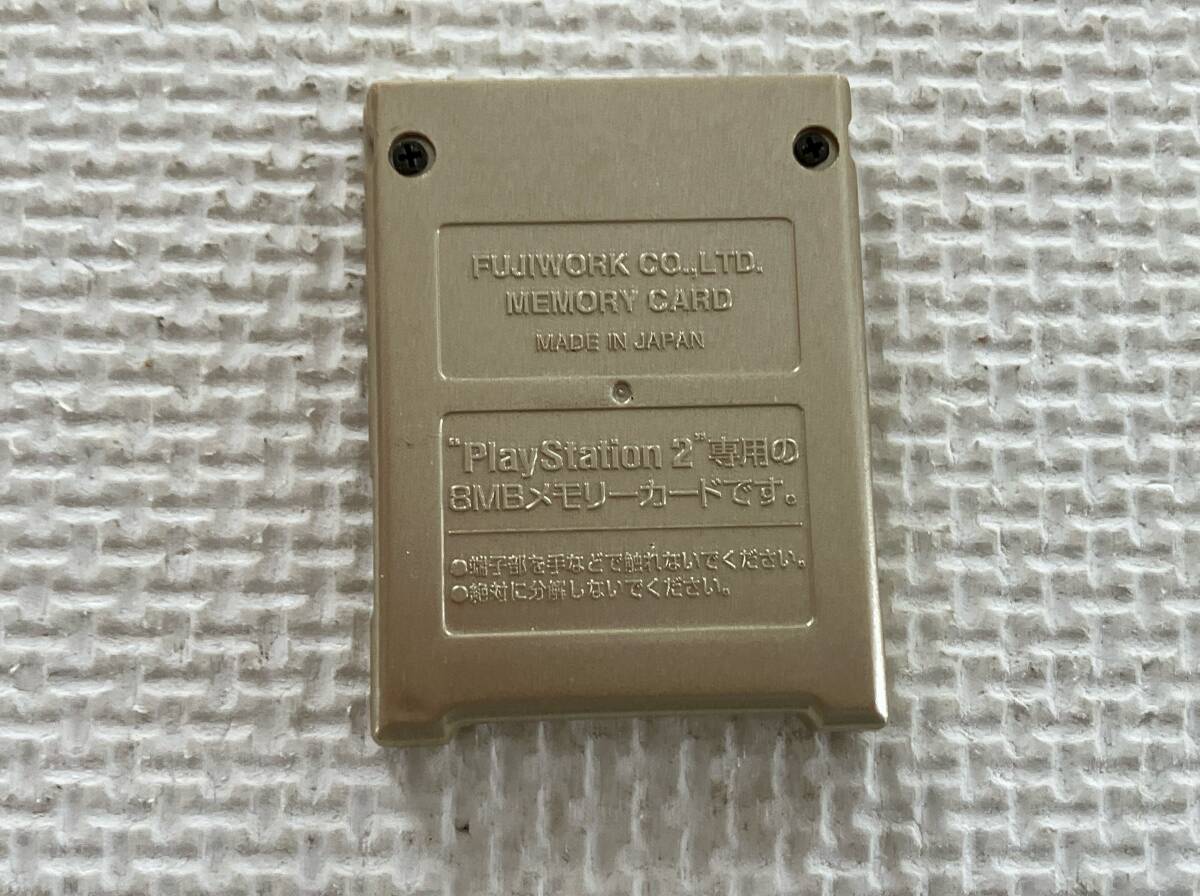 FUJIWORK CO.,LTD.
MEMORY CARD
MADE IN JAPAN
“PlayStation 2”専用の
8MBメモリーカードです。
●端子部を手などで触れないでください。
●絶対に分解しないでください。